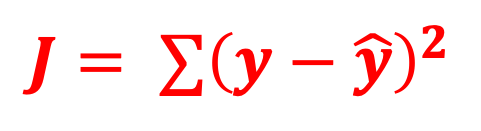 J = ∑(y − ŷ)²